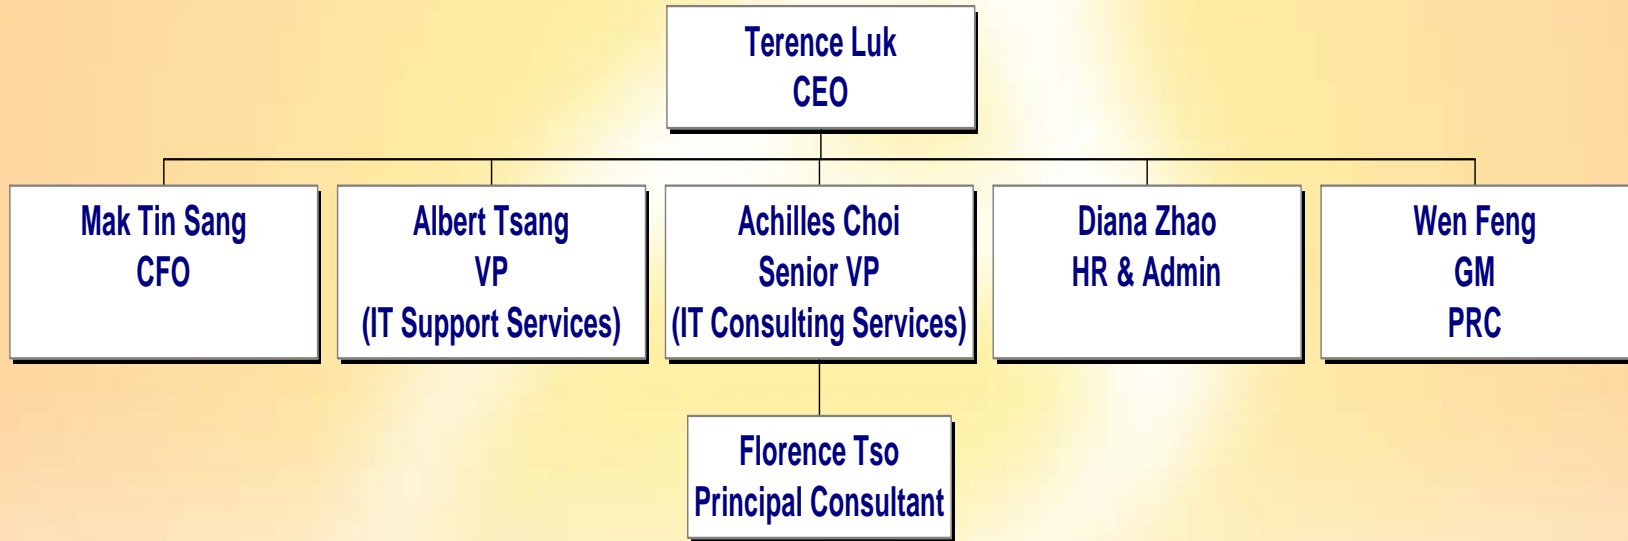 Terence Luk
CEO
Mak Tin Sang
CFO
Albert Tsang
VP
(IT Support Services)
Achilles Choi
Senior VP
(IT Consulting Services)
Diana Zhao
HR & Admin
Wen Feng
GM
PRC
Florence Tso
Principal Consultant